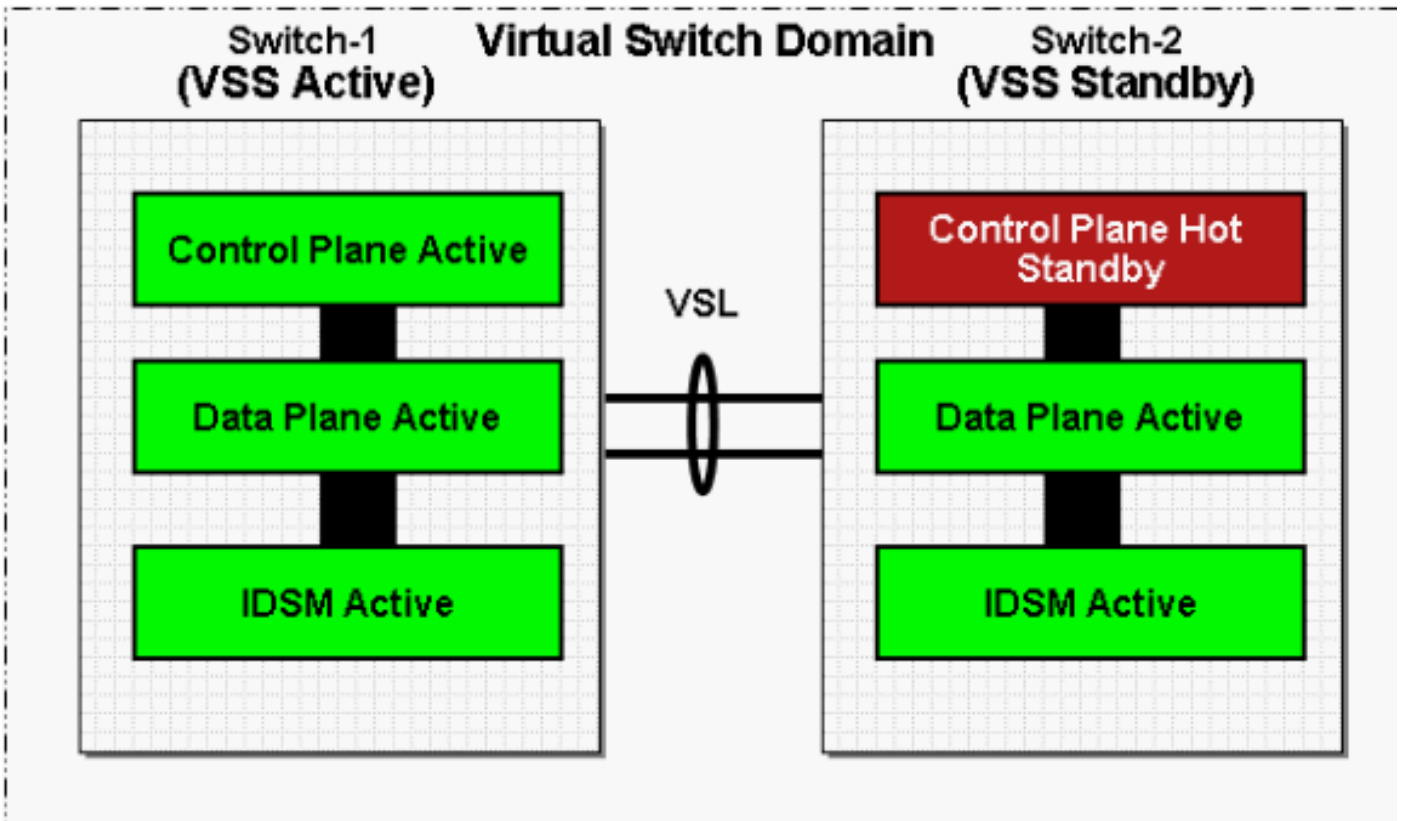 Virtual Switch Domain
Switch-1
(VSS Active)
Control Plane Active
Data Plane Active
IDSM Active
VSL
Switch-2
(VSS Standby)
Control Plane Hot
Standby
Data Plane Active
IDSM Active